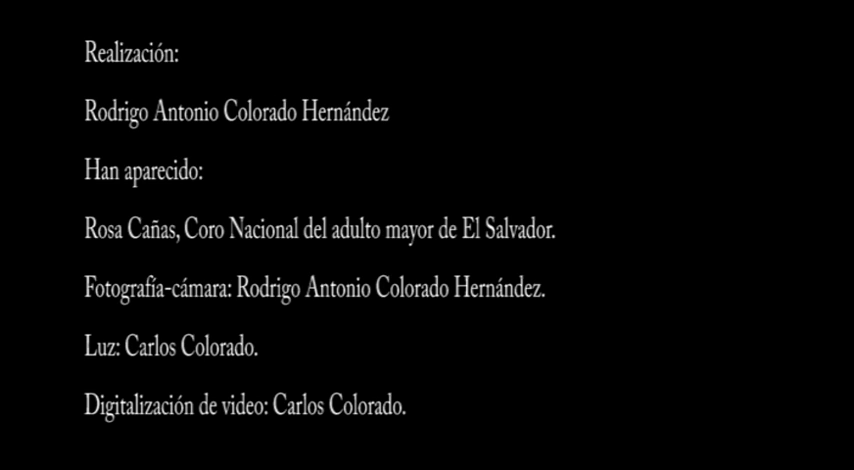 Realización:
Rodrigo Antonio Colorado Hernández
Han aparecido:
Rosa Cañas, Coro Nacional del adulto mayor de El Salvador.
Fotografía-cámara: Rodrigo Antonio Colorado Hernández.
Luz: Carlos Colorado.
Digitalización de video: Carlos Colorado.